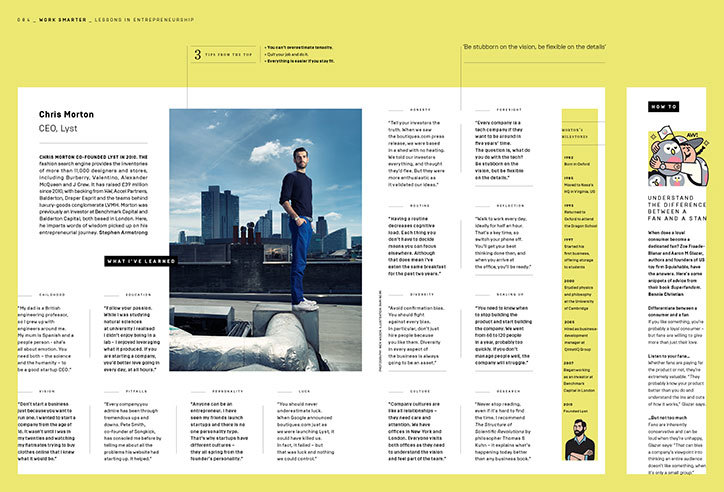 084 _ WORK SMARTER _ LESSONS IN ENTREPRENEURSHIP
3 TIPS FROM THE TOP
• You can't overestimate tenacity.
• Quit your job and do it.
• Everything is easier if you stay fit.
'Be stubborn on the vision, be flexible on the details'
Chris Morton
CEO, Lyst
CHRIS MORTON CO-FOUNDED LYST IN 2010. THE
fashion search engine provides the inventories
of more than 11,000 designers and stores,
including Burberry, Valentino, Alexander
McQueen and J Crew. It has raised £39 million
since 2010, with backing from Accel Partners,
Balderton, Draper Esprit and the teams behind
luxury-goods conglomerate LVMH. Morton was
previously an investor at Benchmark Capital and
Balderton Capital, both based in London. Here,
he imparts words of wisdom picked up on his
entrepreneurial journey. Stephen Armstrong
WHAT I'VE LEARNED
CHILDHOOD
"My dad is a British
engineering professor,
so I grew up with
engineers around me.
My mum is Spanish and a
people person – she's
all about emotion. You
need both – the science
and the humanity – to
be a good startup CEO."
EDUCATION
"Follow your passion.
While I was studying
natural sciences
at university I realised
I didn't enjoy being in a
lab – I enjoyed leverageing
what it produced. If you
are starting a company,
you'd better love going in
every day, at all hours."
VISION
"Don't start a business
just because you want to
run one. I wanted to start a
company from the age of
16. It wasn't until I was in
my twenties and watching
my flatmates trying to buy
clothes online that I knew
what it would be."
PITFALLS
"Every company you
advise has been through
tremendous ups and
downs. Pete Smith,
co-founder of Songkick,
has consoled me before by
telling me about all the
problems his website had
starting up. It helped."
PERSONALITY
"Anyone can be an
entrepreneur. I have
seen my friends launch
startups and there is no
one personality type.
That's why startups have
different cultures –
they all spring from the
founder's personality."
LUCK
"You should never
underestimate luck.
When Google announced
boutiques.com just as
we were launching Lyst, it
could have killed us.
In fact, it failed – but
that was luck and nothing
we could control."
HONESTY
"Tell your investors the
truth. When we saw
the boutiques.com press
release, we were based
in a shed with no heating.
We told our investors
everything, and thought
they'd flee. But they were
more enthusiastic as
it validated our ideas."
FORESIGHT
"Every company is a
tech company if they
want to be around in
five years' time.
The question is, what do
you do with the tech?
Be stubborn on the
vision, but be flexible
on the details."
ROUTINE
"Having a routine
decreases cognitive
load. Each thing you
don't have to decide
means you can focus
elsewhere. Although
that does mean I've
eaten the same breakfast
for the past two years."
REFLECTION
"Walk to work every day,
ideally for half an hour.
That's a key time, so
switch your phone off.
You'll get your best
thinking done then, and
when you arrive at
the office, you'll be ready."
DIVERSITY
"Avoid confirmation bias.
You should fight
against every bias.
In particular, don't just
hire people because
you like them. Diversity
in every aspect of
the business is always
going to be an asset."
SCALING UP
"You need to know when
to stop building the
product and start building
the company. We went
from 60 to 120 people
in a year, probably too
quickly. If you don't
manage people well, the
company will struggle."
CULTURE
"Company cultures are
like all relationships –
they need care and
attention. We have
offices in New York and
London. Everyone visits
both offices as they need
to understand the vision
and feel part of the team."
RESEARCH
"Never stop reading,
even if it's hard to find
the time. I recommend
The Structure of
Scientific Revolutions by
philosopher Thomas S
Kuhn – it explains what's
happening today better
than any business book."
MORTON'S
MILESTONES
1982
Born in Oxford
1985
Moved to
HQ in Virginia, US
1993
Returned to
Oxford to attend
the Dragon School
1997
Started his
first business,
offering storage
to students
2000
Studied physics
and philosophy
at the University
of Cambridge
2005
Hired as business-
development
manager at
2007
Began working
as an investor at
Benchmark
Capital in London
2010
Founded Lyst
HOW TO
AW!
UNDERSTAND
THE DIFFERENCE
BETWEEN A
FAN AND A STAN
When does a loyal
consumer become a
dedicated fan? Zoe Fraade-
Blanar and Aaron M Glazer,
authors and founders of US
toy firm Squishable, have
the answers. Here's some
snippets of advice from
their book Superfandom.
Bonnie Christian
Differentiate between a
consumer and a fan
If you like something, you're
probably a loyal consumer –
but fans are willing to give
more than just their love.
Listen to your fans...
Whether fans are paying for
the product or not, they're
extremely valuable. "They
probably know your product
better than you do and
understand the ins and outs
of how it works," Glazer says.
...But not too much
Fans are inherently
conservative and can be
loud when they're unhappy,
Glazer says: "That can bias
a company's viewpoint into
thinking an entire audience
doesn't like something, when
it's only a small group."